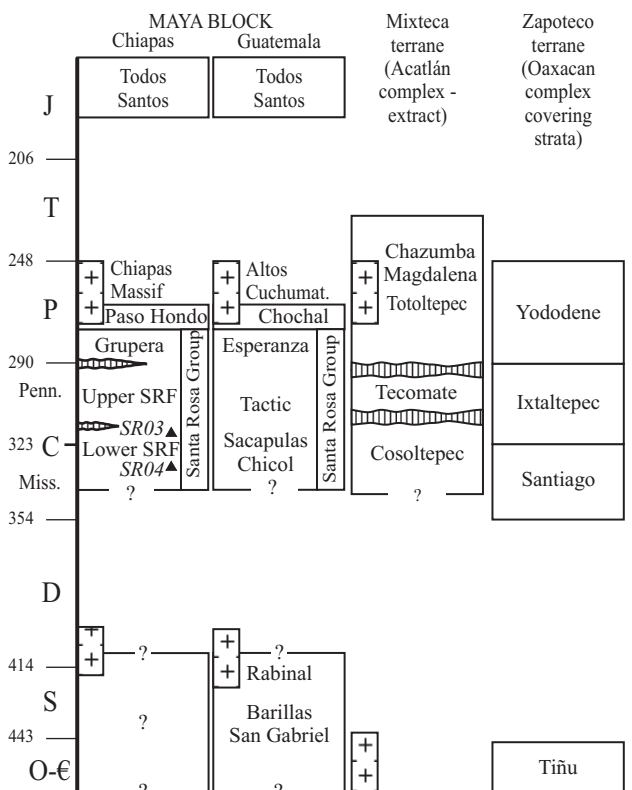 MAYA BLOCK
Chiapas
Guatemala
Mixteca
terrane
(Acatlán
complex -
extract)
Zapoteco
terrane
(Oaxacan
complex
covering
strata)
Todos
Santos
Todos
Santos
J
206
T
248
P
290
Penn.
323
C
Miss.
354
D
414
S
443
O-€
+
+
Chiapas
Massif
Paso Hondo
Grupera
Upper SRF
SR03▲
Lower SRF
SR04▲
?
Santa Rosa Group
+
+
?
?
?
+
+
Altos
Cuchumat.
Chochal
Esperanza
Tactic
Sacapulas
Chicol
?
Santa Rosa Group
+
+
?
Rabinal
Barillas
San Gabriel
?
+
+
Chazumba
Magdalena
Totoltepec
Tecomate
Cosoltepec
?
+
+
Yododene
Ixtaltepec
Santiago
Tiñu